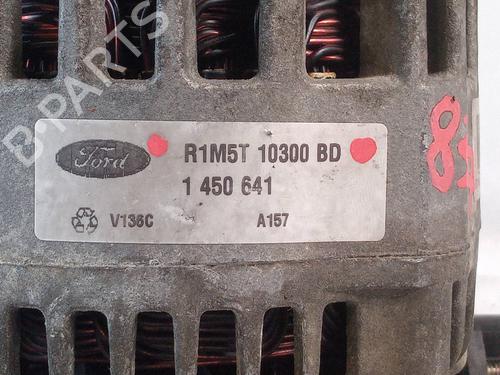 B-PARTS
Ford
R1M5T 10300 BD
1 450 641
V136C A157